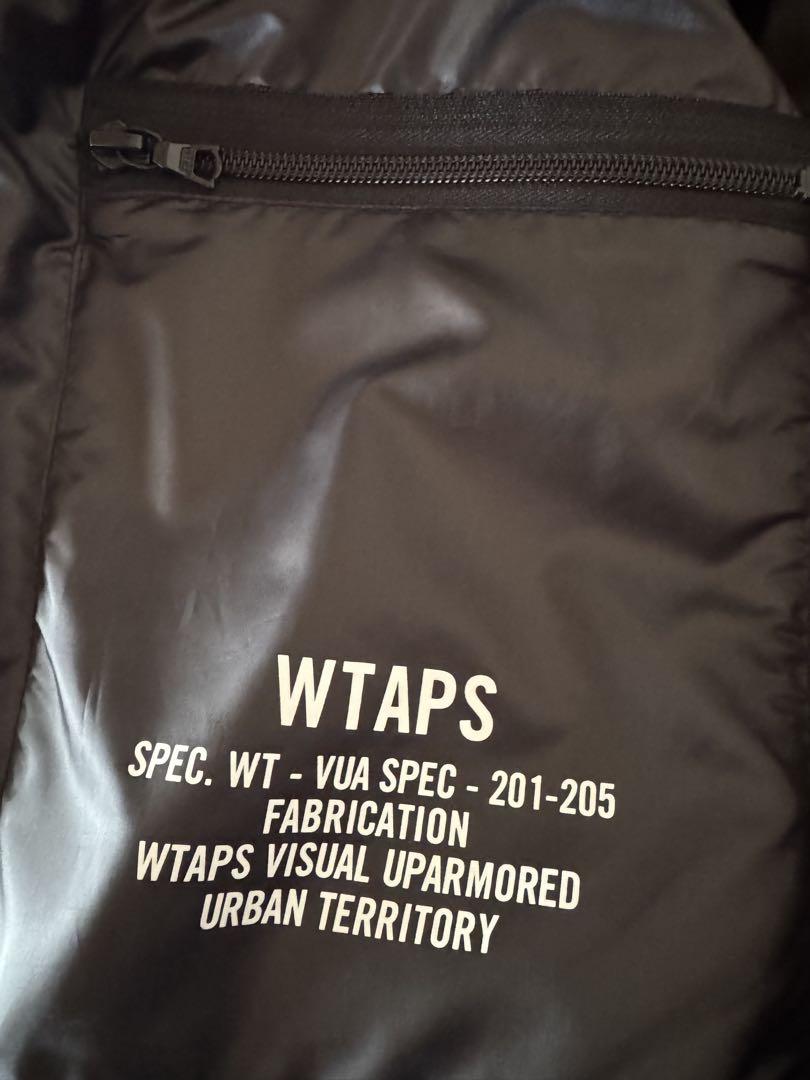 WTAPS
SPEC. WT - VUA SPEC - 201-205
FABRICATION
WTAPS VISUAL UPARMORED
URBAN TERRITORY